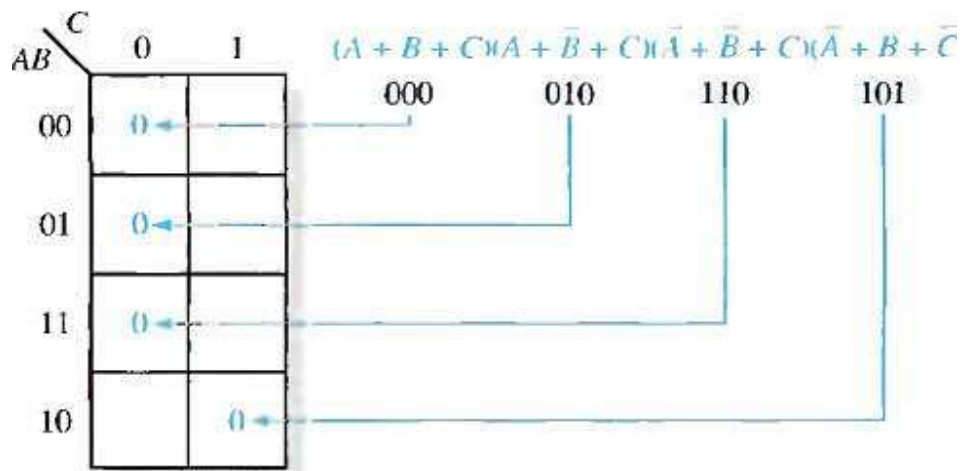 C
AB 0 1 (A + B + C)(A + B̄ + C)(Ā + B̄ + C)(Ā + B + C̄
000 010 110 101
00 0
01 0
11 0
10 0